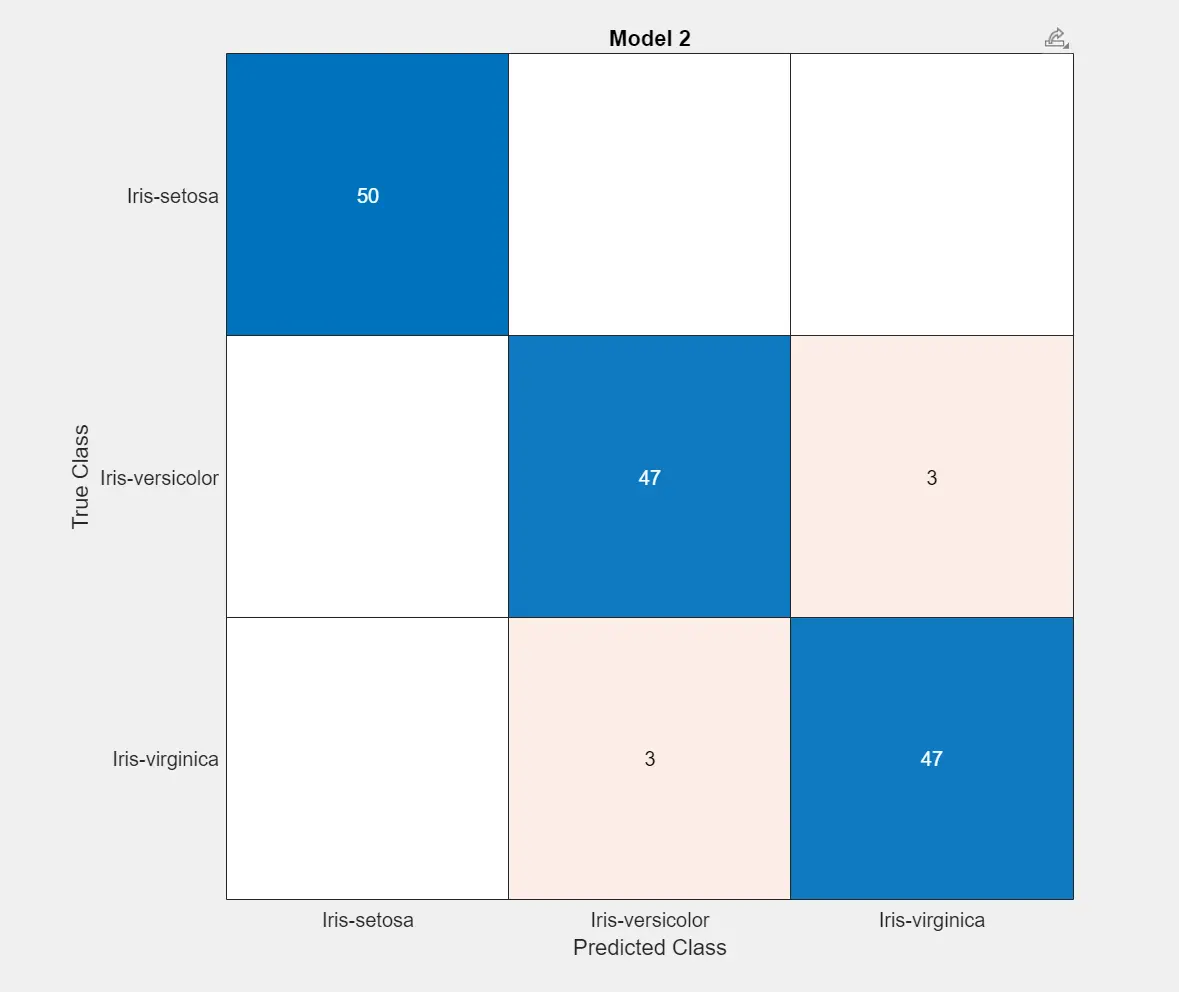 Model 2
Iris-setosa
50
True Class
Iris-versicolor
47
3
Iris-virginica
3
47
Iris-setosa
Iris-versicolor
Iris-virginica
Predicted Class